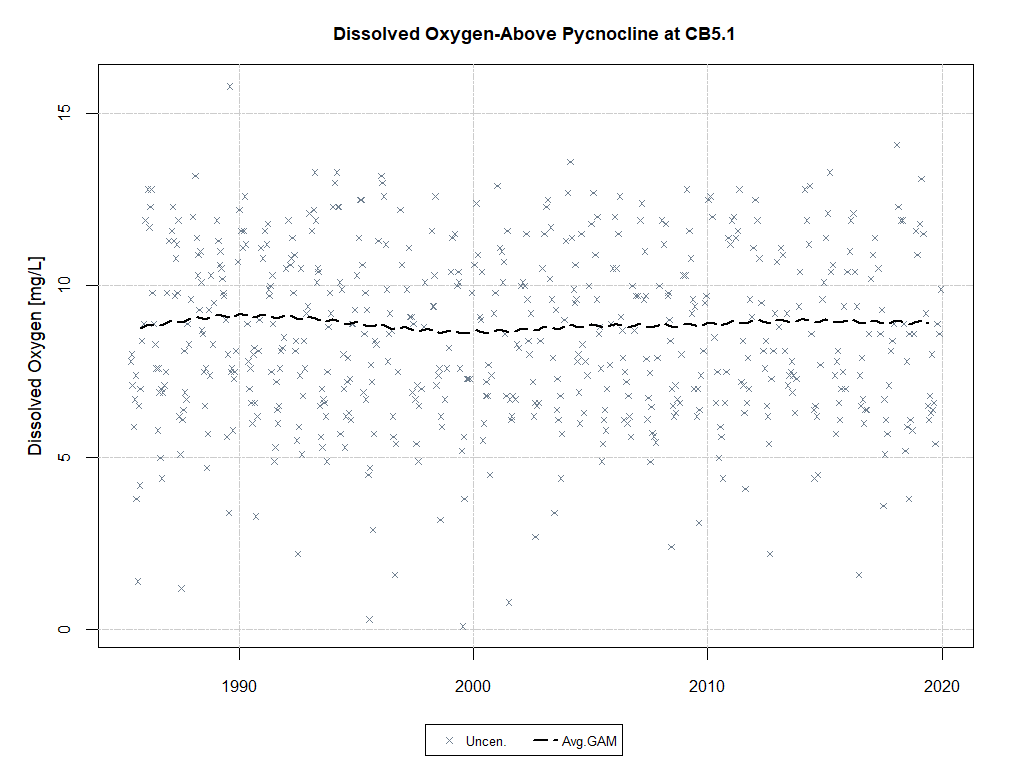 Dissolved Oxygen-Above Pycnocline at CB5.1
Dissolved Oxygen [mg/L]
15
10
5
0
1990 2000 2010 2020
Uncen. Avg.GAM